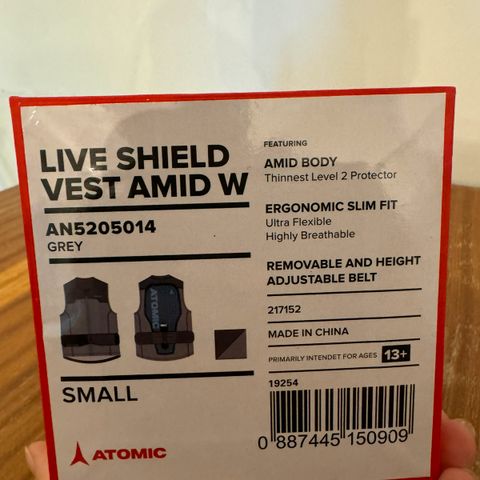 LIVE SHIELD
VEST AMID W
AN5205014
GREY
ATOMIC
SMALL
ATOMIC
FEATURING
AMID BODY
Thinnest Level 2 Protector
ERGONOMIC SLIM FIT
Ultra Flexible
Highly Breathable
REMOVABLE AND HEIGHT
ADJUSTABLE BELT
217152
MADE IN CHINA
PRIMARILY INTENDET FOR AGES 13+
19254
0 887445 150909